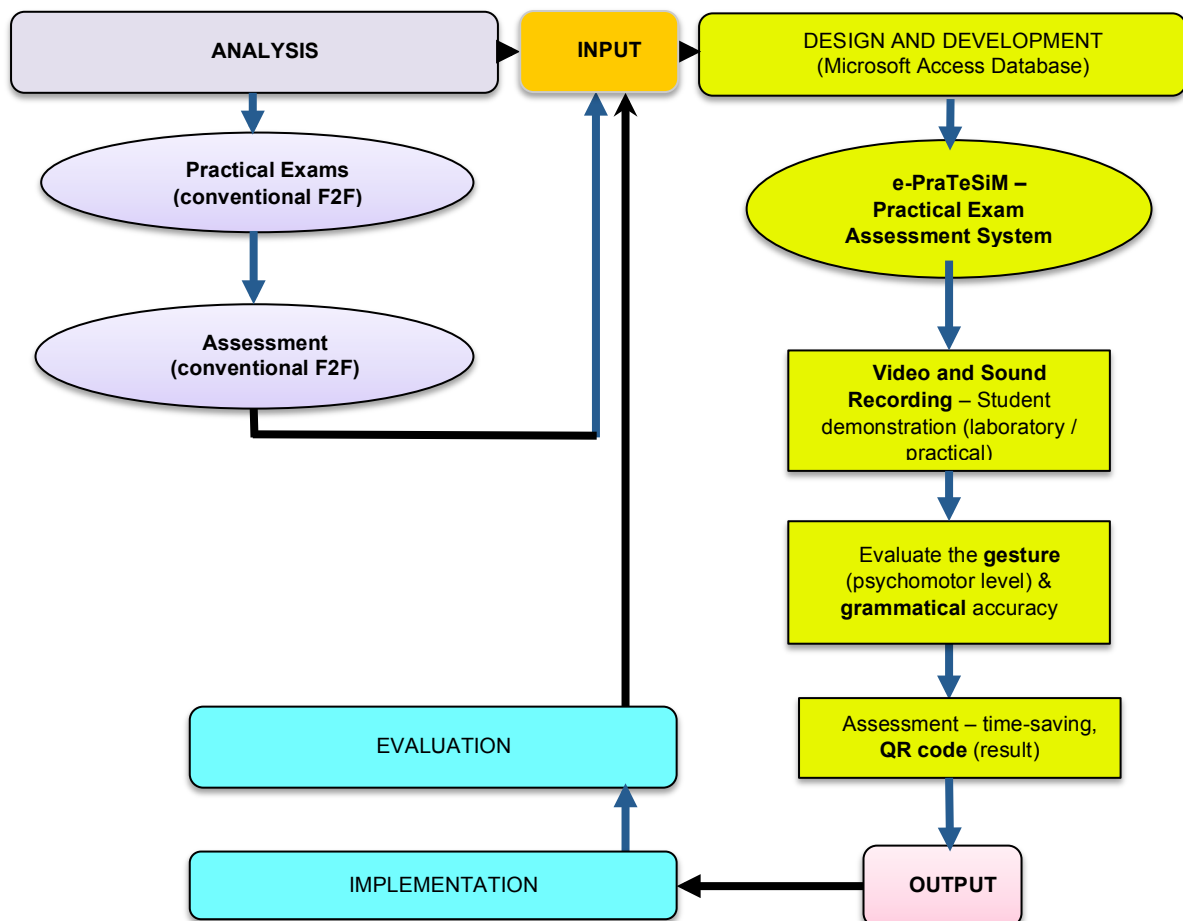 ANALYSIS
INPUT
DESIGN AND DEVELOPMENT
(Microsoft Access Database)
Practical Exams
(conventional F2F)
Assessment
(conventional F2F)
e-PraTeSiM –
Practical Exam
Assessment System
Video and Sound
Recording – Student
demonstration (laboratory /
practical)
Evaluate the gesture
(psychomotor level) &
grammatical accuracy
Assessment – time-saving,
QR code (result)
EVALUATION
IMPLEMENTATION
OUTPUT